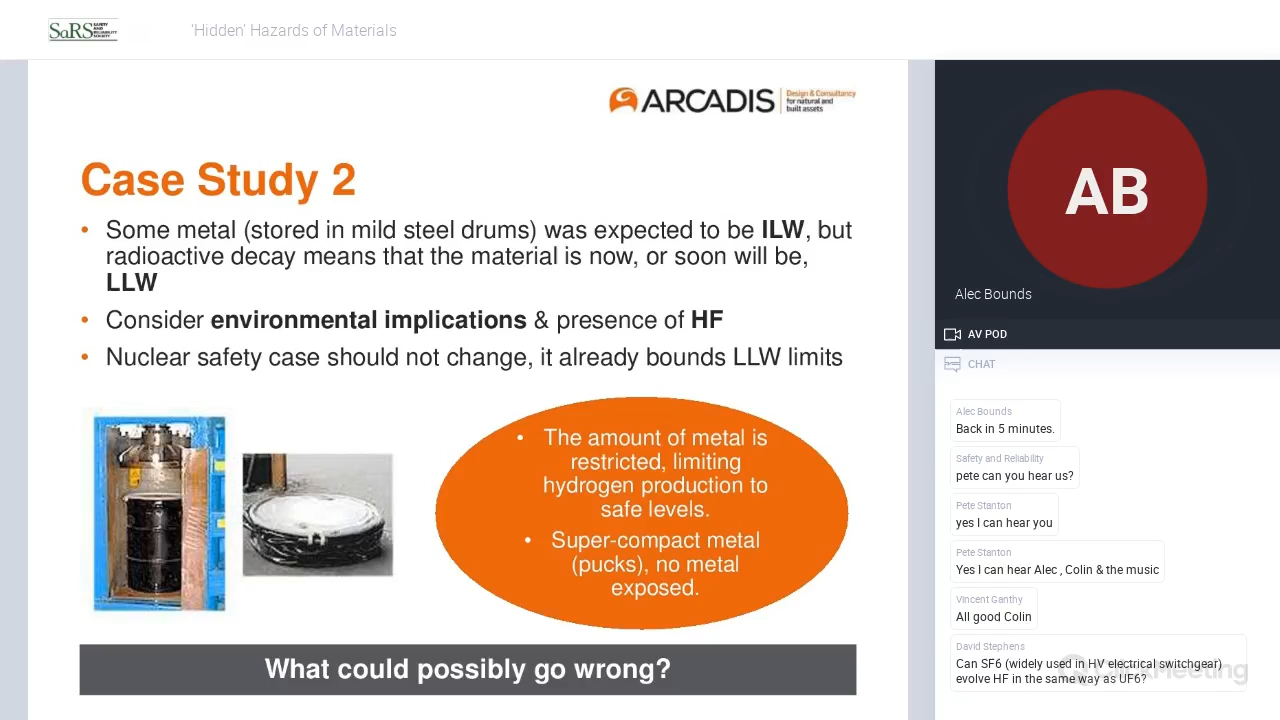 SaRS SAFETY AND RELIABILITY SOCIETY
'Hidden' Hazards of Materials
ARCADIS
Design & Consultancy
for natural and
built assets
Case Study 2
• Some metal (stored in mild steel drums) was expected to be ILW, but
radioactive decay means that the material is now, or soon will be,
LLW
• Consider environmental implications & presence of HF
• Nuclear safety case should not change, it already bounds LLW limits
• The amount of metal is
restricted, limiting
hydrogen production to
safe levels.
• Super-compact metal
(pucks), no metal
exposed.
What could possibly go wrong?
AB
Alec Bounds
AV POD
CHAT
Alec Bounds
Back in 5 minutes.
Safety and Reliability
pete can you hear us?
Pete Stanton
yes I can hear you
Pete Stanton
Yes I can hear Alec , Colin & the music
Vincent Ganthy
All good Colin
David Stephens
Can SF6 (widely used in HV electrical switchgear)
evolve HF in the same way as UF6?
ClickMeeting